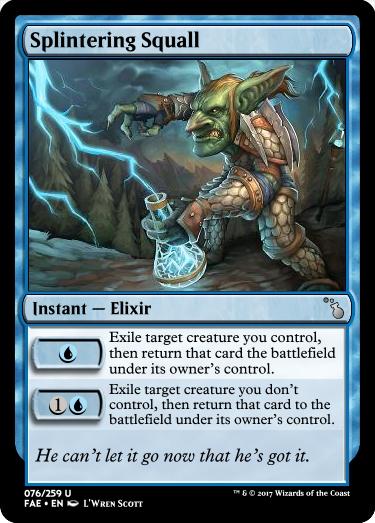 Splintering Squall
Instant — Elixir
Exile target creature you control,
then return that card the battlefield
under its owner's control.
1 Exile target creature you don't
control, then return that card to the
battlefield under its owner's control.
He can't let it go now that he's got it.
076/259 U
FAE • EN L'Wren Scott
™ & © 2017 Wizards of the Coast